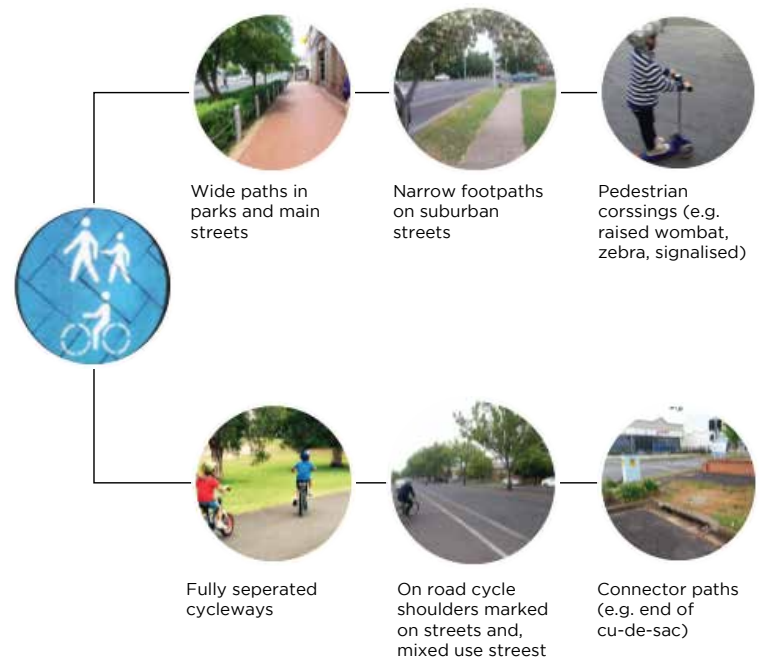 Wide paths in
parks and main
streets
Narrow footpaths
on suburban
streets
Pedestrian
corssings (e.g.
raised wombat,
zebra, signalised)
Fully seperated
cycleways
On road cycle
shoulders marked
on streets and,
mixed use streest
Connector paths
(e.g. end of
cu-de-sac)